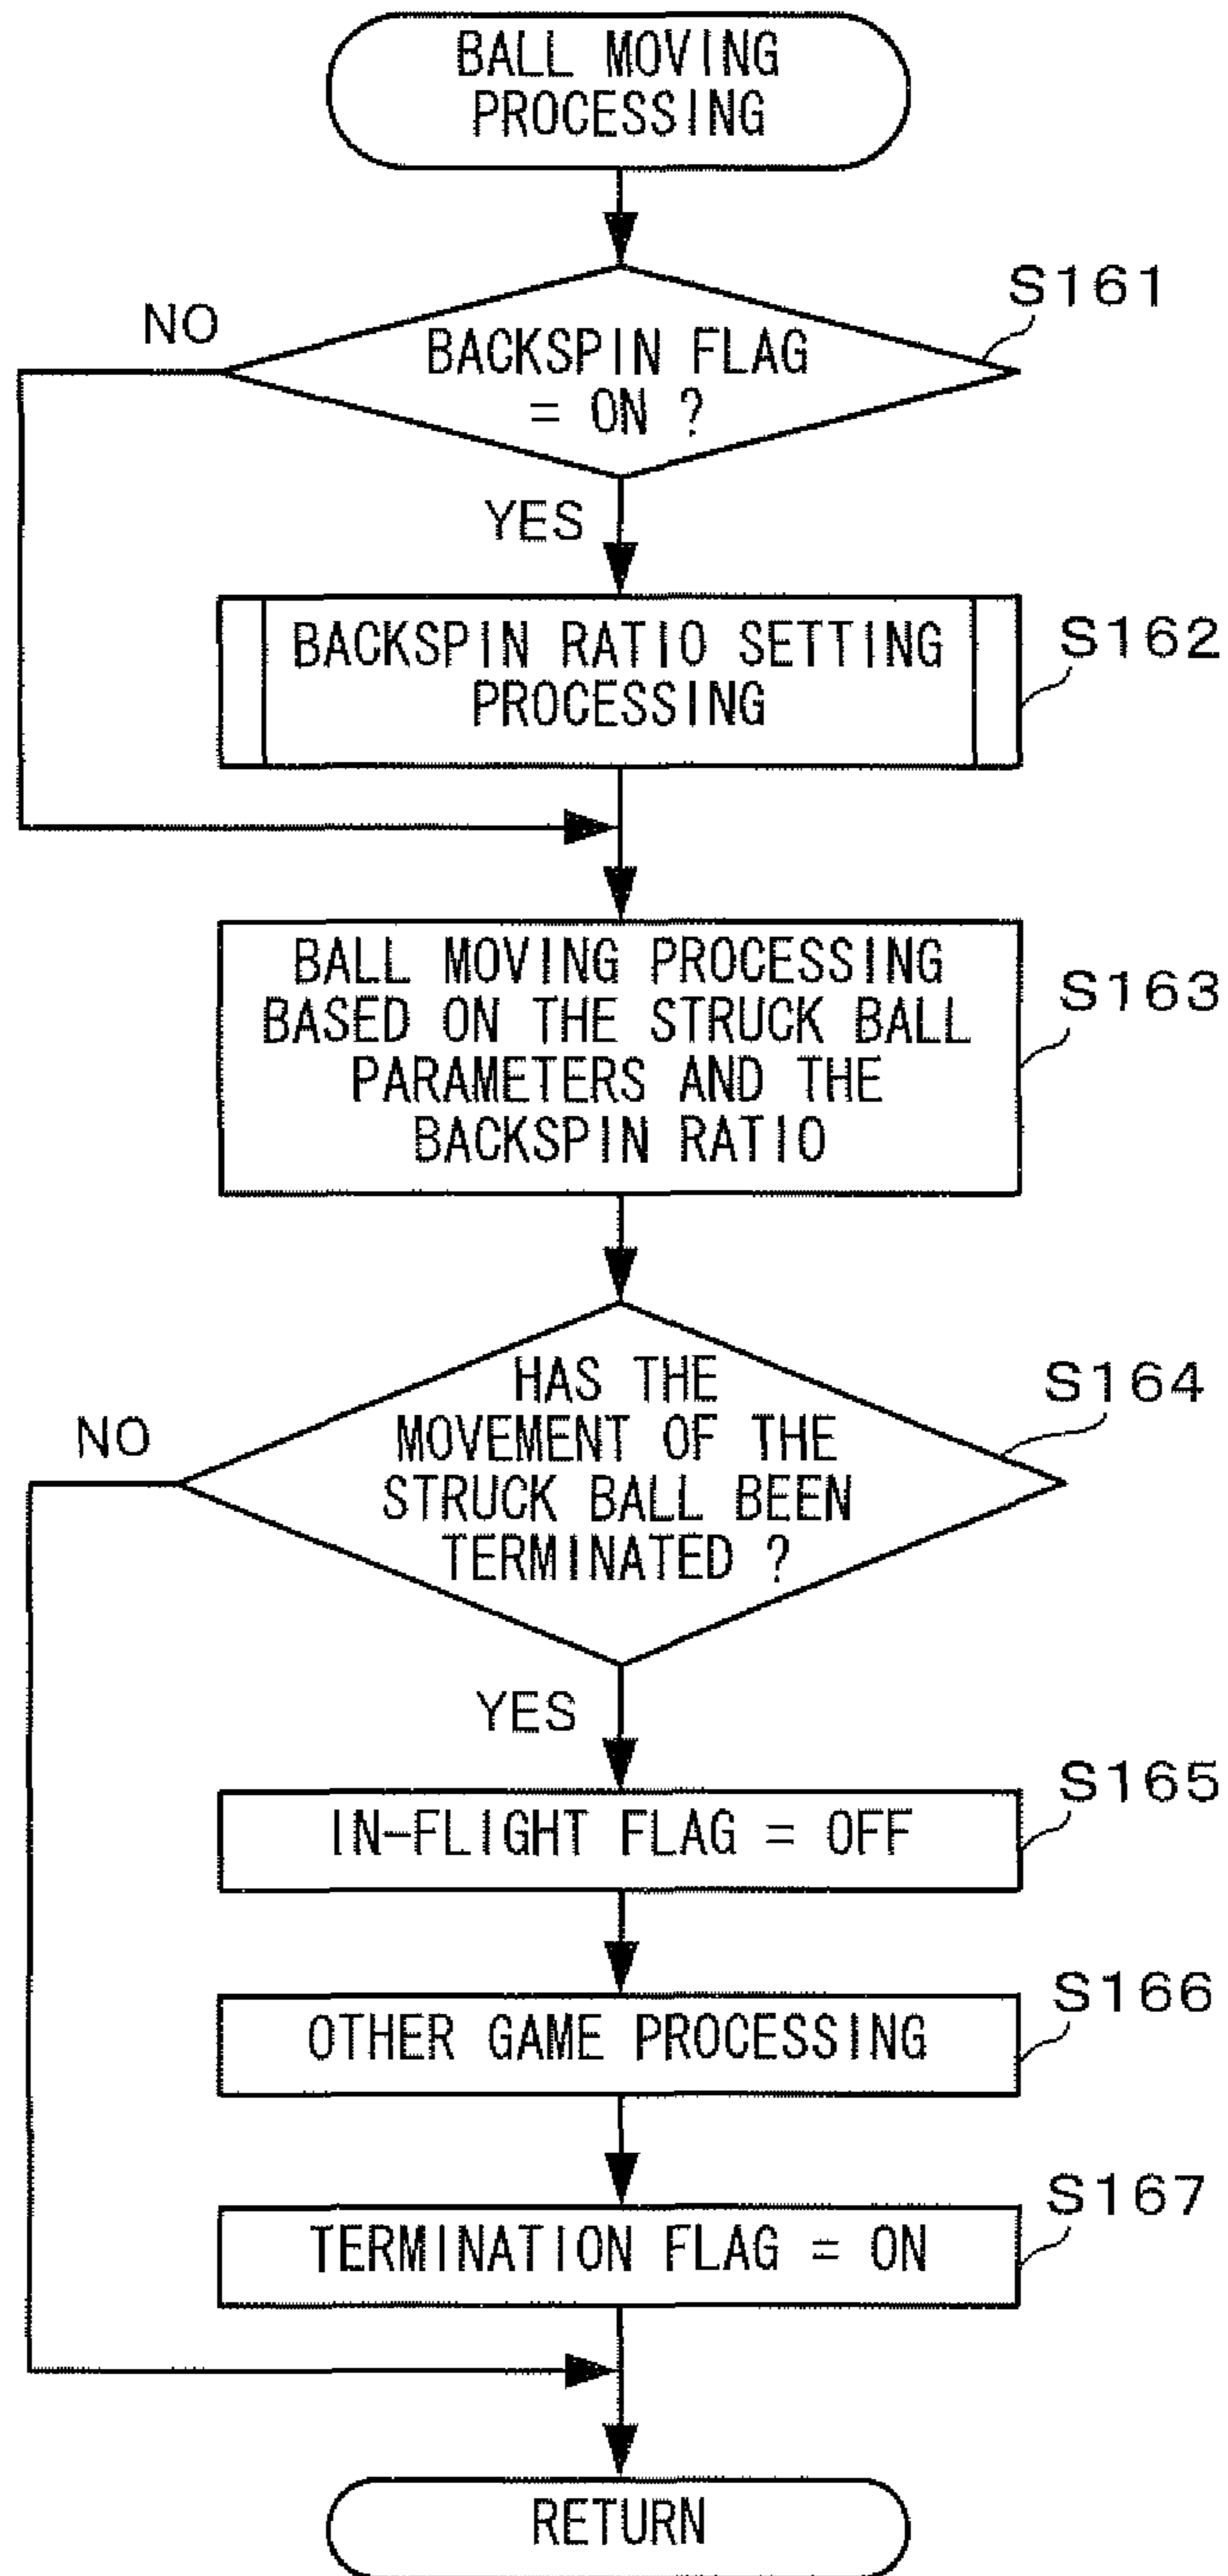 BALL MOVING
PROCESSING
S161
NO
BACKSPIN FLAG
= ON ?
YES
BACKSPIN RATIO SETTING
PROCESSING
S162
BALL MOVING PROCESSING
BASED ON THE STRUCK BALL
PARAMETERS AND THE
BACKSPIN RATIO
S163
HAS THE
MOVEMENT OF THE
STRUCK BALL BEEN
TERMINATED ?
S164
NO
YES
IN-FLIGHT FLAG = OFF
S165
OTHER GAME PROCESSING
S166
TERMINATION FLAG = ON
S167
RETURN